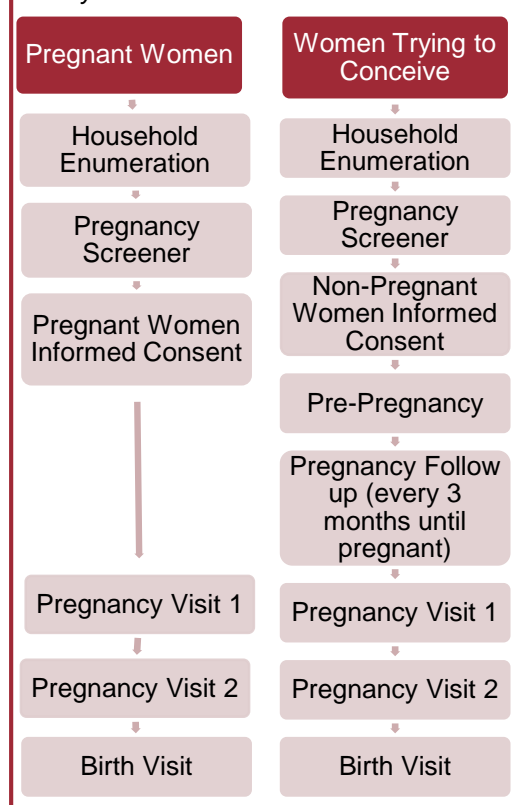 Pregnant Women
Household
Enumeration
Pregnancy
Screener
Pregnant Women
Informed Consent
Pregnancy Visit 1
Pregnancy Visit 2
Birth Visit
Women Trying to
Conceive
Household
Enumeration
Pregnancy
Screener
Non-Pregnant
Women Informed
Consent
Pre-Pregnancy
Pregnancy Follow
up (every 3
months until
pregnant)
Pregnancy Visit 1
Pregnancy Visit 2
Birth Visit